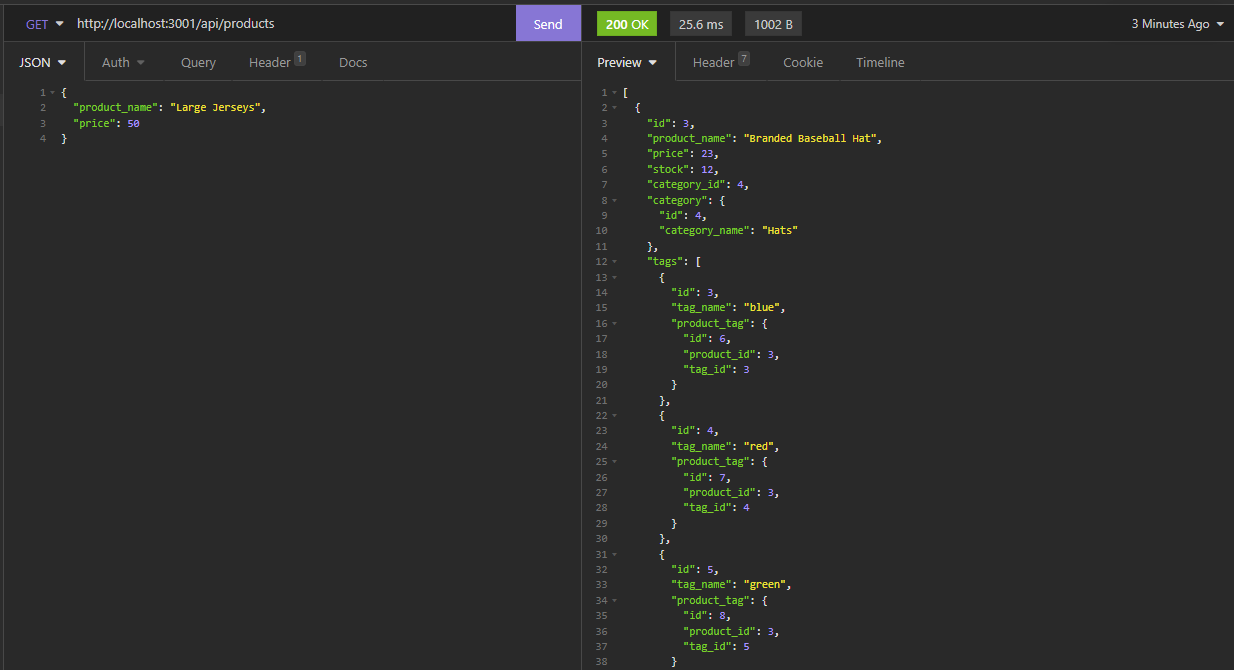 GET http://localhost:3001/api/products Send 200 OK 25.6 ms 1002 B 3 Minutes Ago
JSON Auth Query Header 1 Docs
1 {
2 "product_name": "Large Jerseys",
3 "price": 50
4 }
Preview Header 7 Cookie Timeline
1 [
2 {
3 "id": 3,
4 "product_name": "Branded Baseball Hat",
5 "price": 23,
6 "stock": 12,
7 "category_id": 4,
8 "category": {
9 "id": 4,
10 "category_name": "Hats"
11 },
12 "tags": [
13 {
14 "id": 3,
15 "tag_name": "blue",
16 "product_tag": {
17 "id": 6,
18 "product_id": 3,
19 "tag_id": 3
20 }
21 },
22 {
23 "id": 4,
24 "tag_name": "red",
25 "product_tag": {
26 "id": 7,
27 "product_id": 3,
28 "tag_id": 4
29 }
30 },
31 {
32 "id": 5,
33 "tag_name": "green",
34 "product_tag": {
35 "id": 8,
36 "product_id": 3,
37 "tag_id": 5
38 }